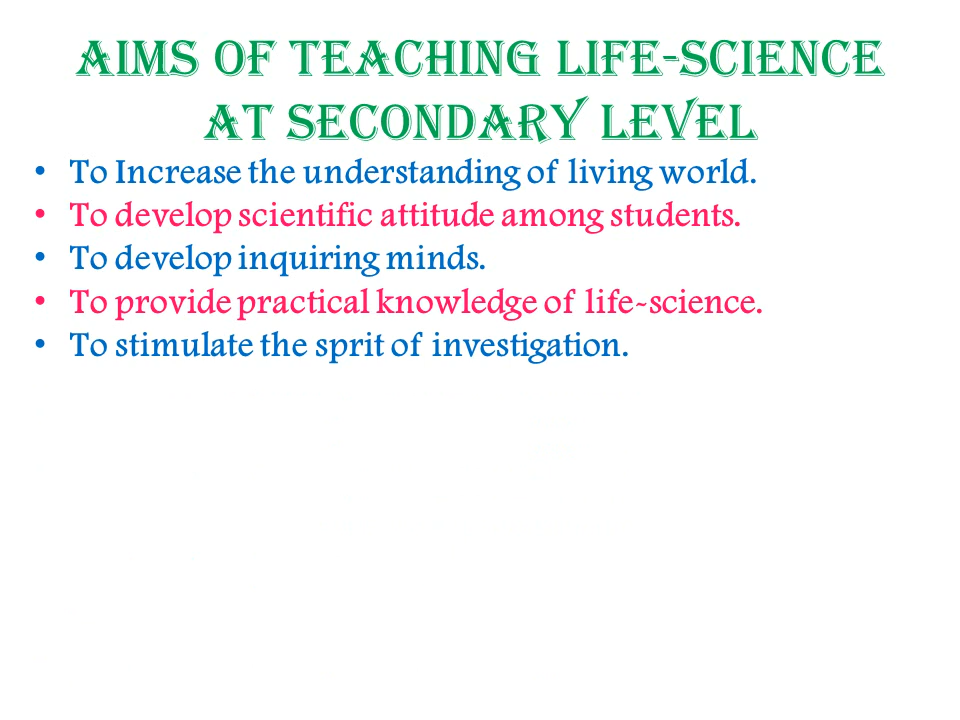 AIMS OF TEACHING LIFE-SCIENCE
AT SECONDARY LEVEL
• To Increase the understanding of living world.
• To develop scientific attitude among students.
• To develop inquiring minds.
• To provide practical knowledge of life-science.
• To stimulate the sprit of investigation.